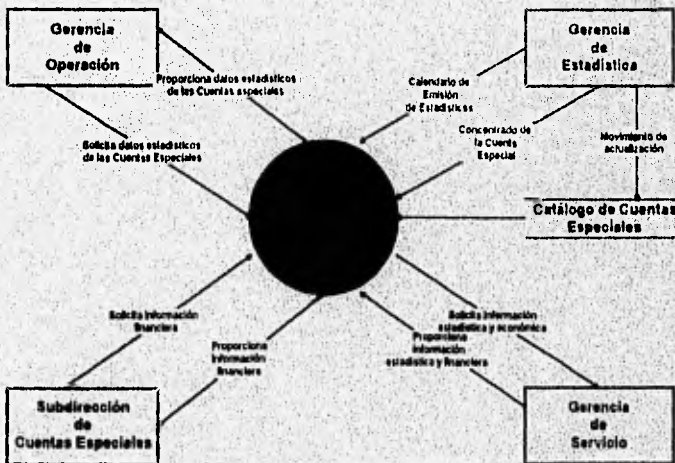 Gerencia
de
Operación
Gerencia
de
Estadística
Proporciona datos estadísticos
de las Cuentas especiales
Calendario de
Emisión
de Estadísticas
Solicita datos estadísticos
de las Cuentas Especiales
Concentrado de
la Cuenta
Especial
Movimiento de
actualización
Catálogo de Cuentas
Especiales
Solicita información
financiera
Proporciona
información
financiera
Solicita información
estadística y económica
Proporciona
información
estadística y financiera
Subdirección
de
Cuentas Especiales
Gerencia
de
Servicio